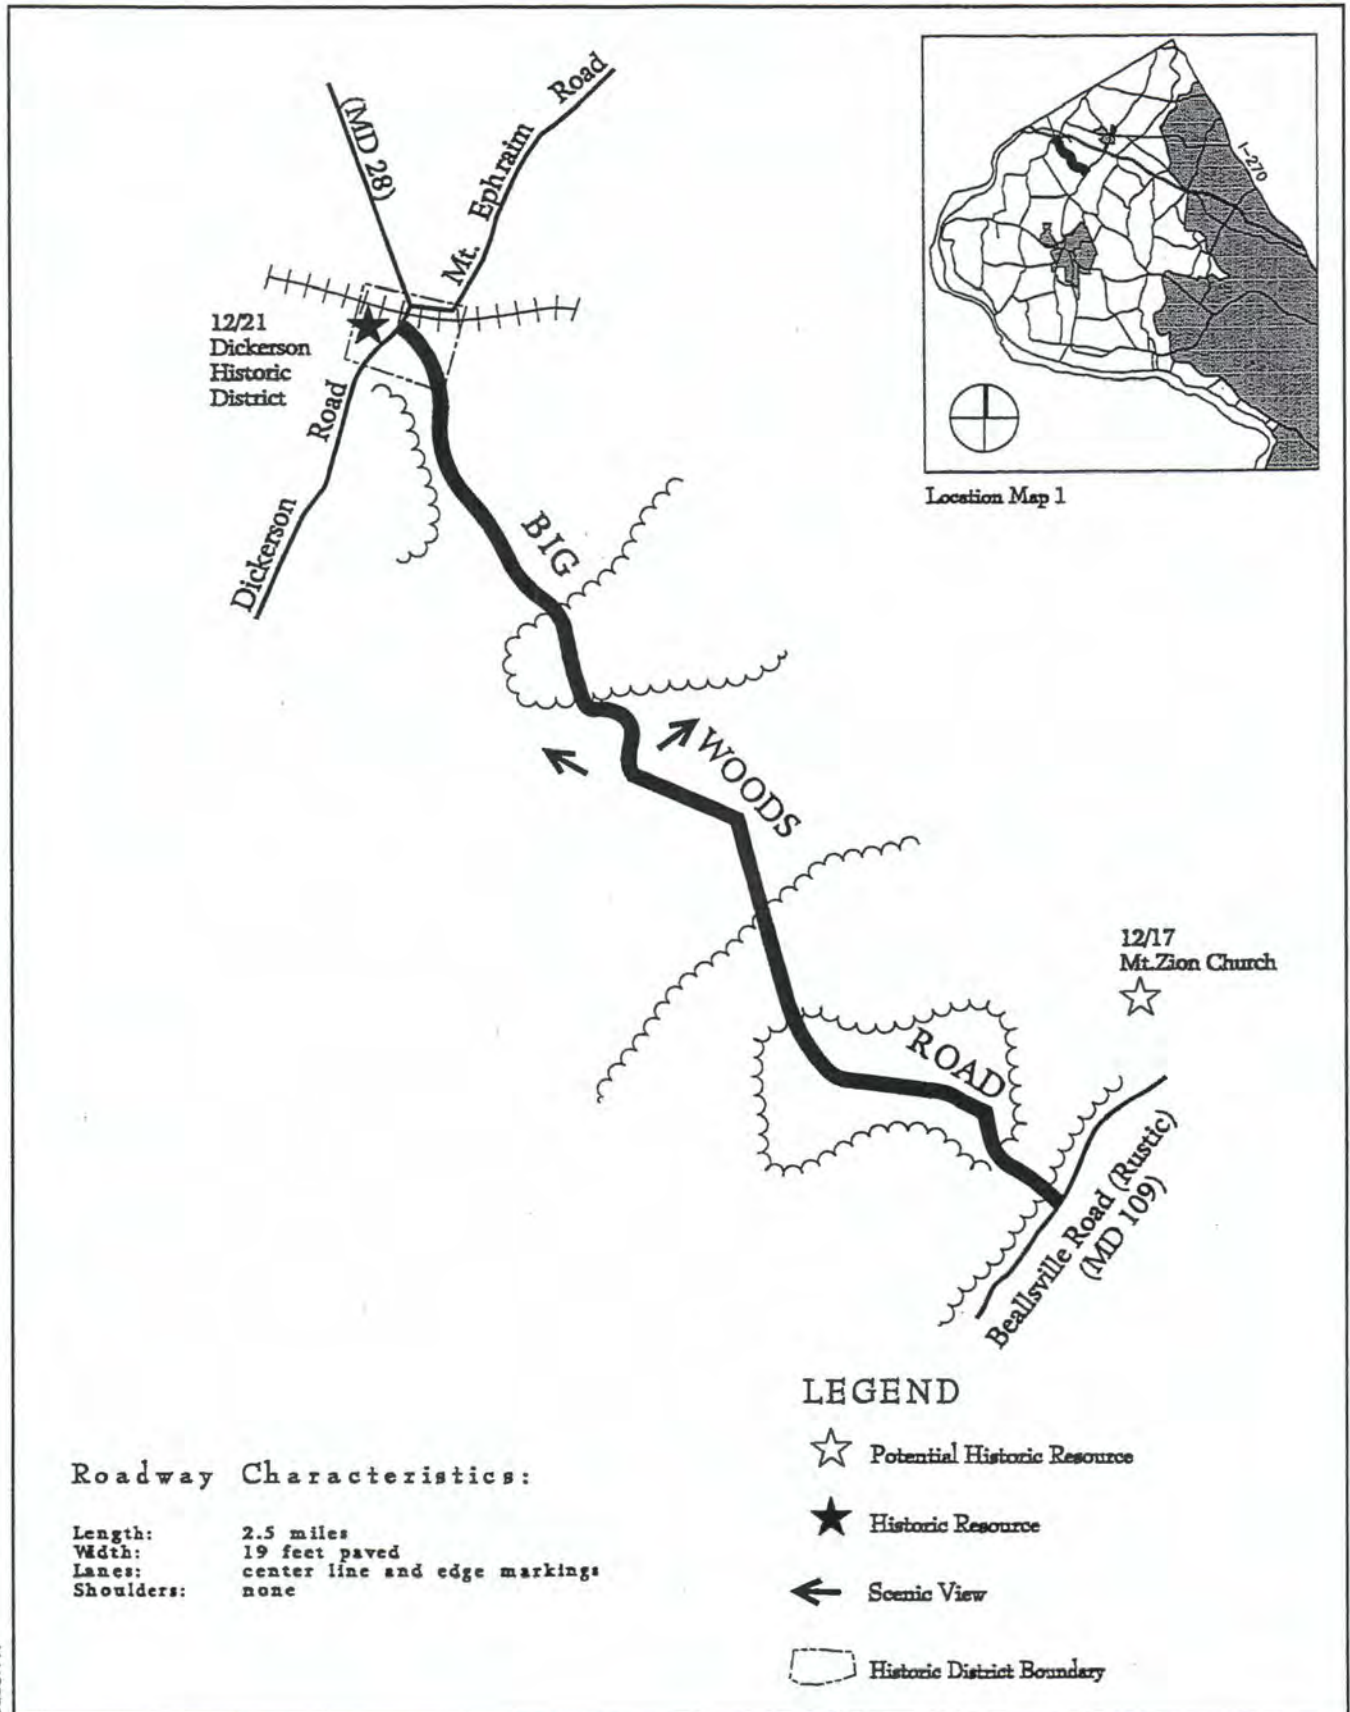 (MD 28)
Mt. Ephraim Road
I-270
12/21
Dickerson
Historic
District
Dickerson Road
Location Map 1
BIG WOODS ROAD
12/17
Mt.Zion Church
Beallsville Road (Rustic)
(MD 109)
LEGEND
Potential Historic Resource
Historic Resource
Scenic View
Historic District Boundary
Roadway Characteristics:
Length: 2.5 miles
Width: 19 feet paved
Lanes: center line and edge markings
Shoulders: none